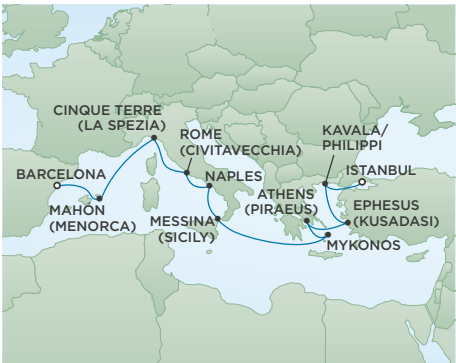 CINQUE TERRE
(LA SPEZIA)
ROME
(CIVITAVECCHIA)
KAVALA/
PHILIPPI
BARCELONA
NAPLES
ISTANBUL
MAHÓN
(MENORCA)
ATHENS
(PIRAEUS)
EPHESUS
(KUSADASI)
MESSINA
(SICILY)
MYKONOS